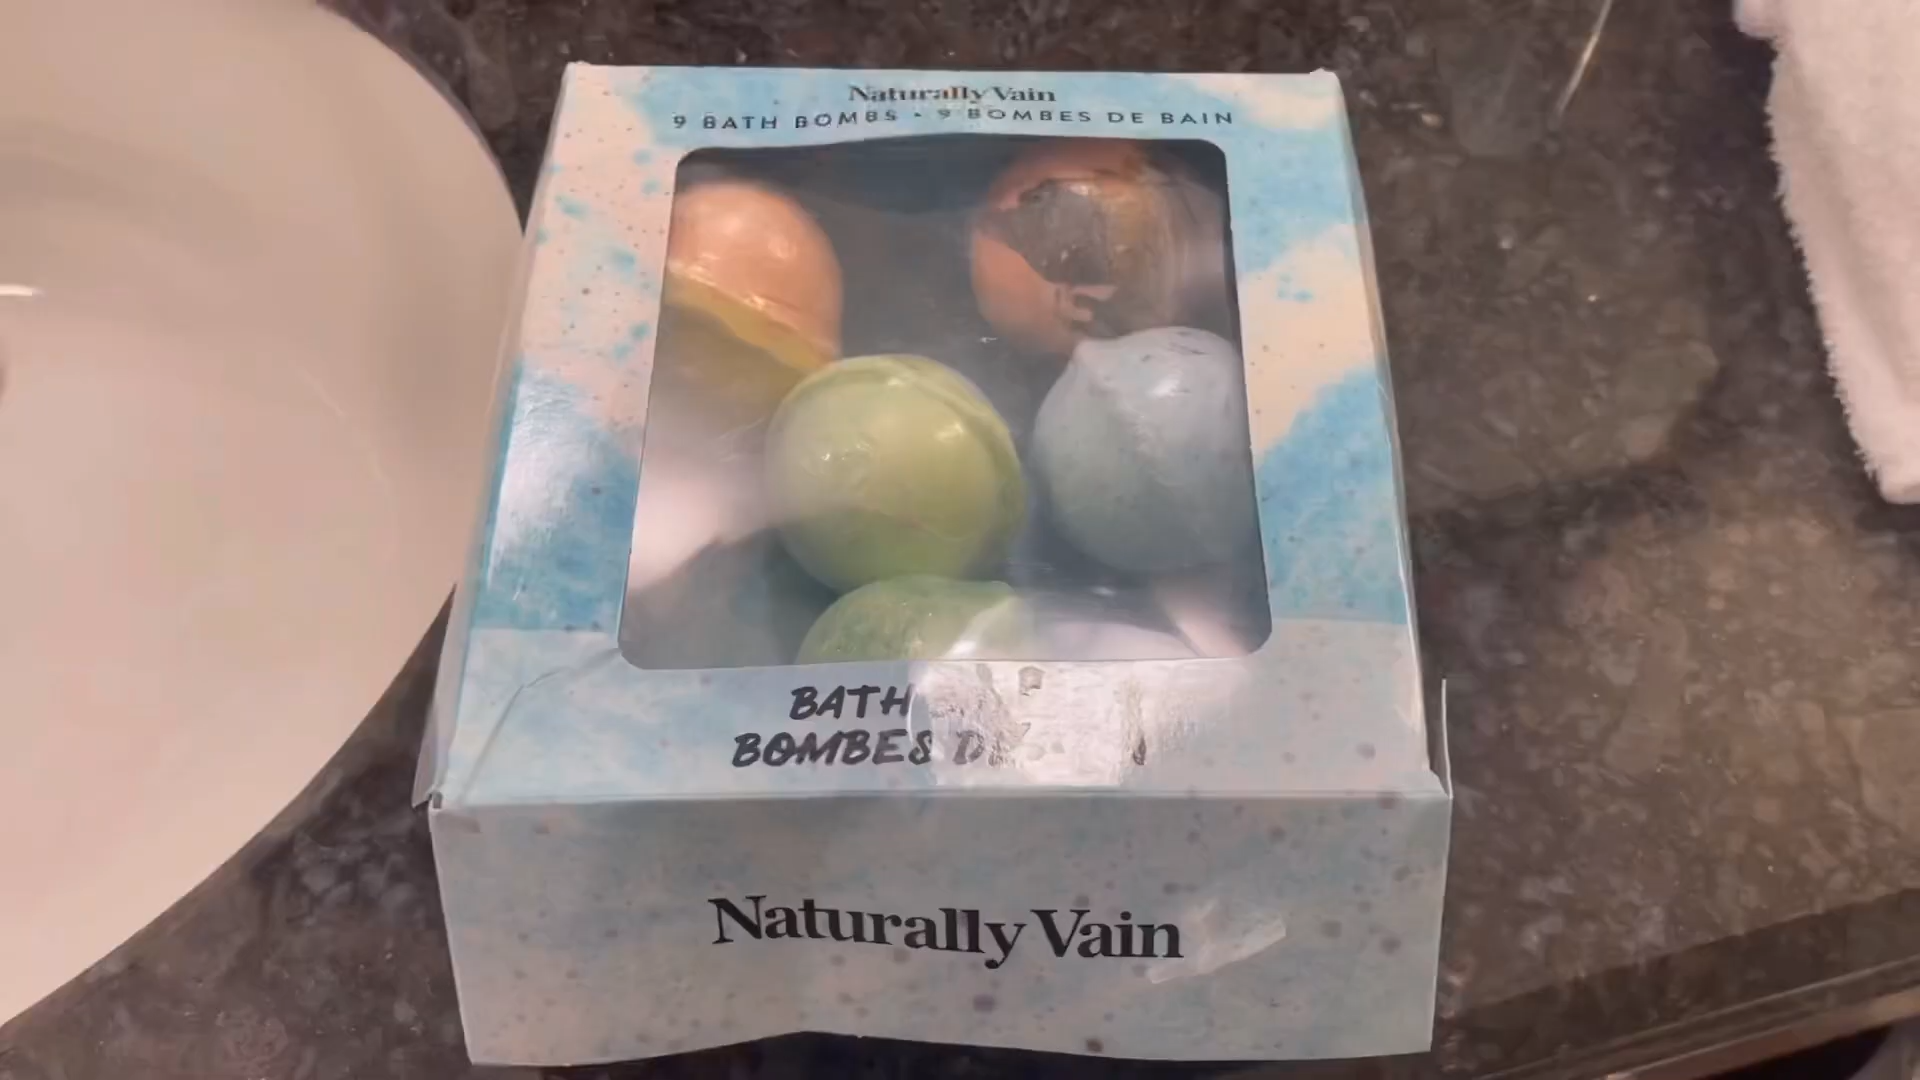 Naturally Vain
9 BATH BOMBS • 9 BOMBES DE BAIN
BATH
BOMBES D
Naturally Vain